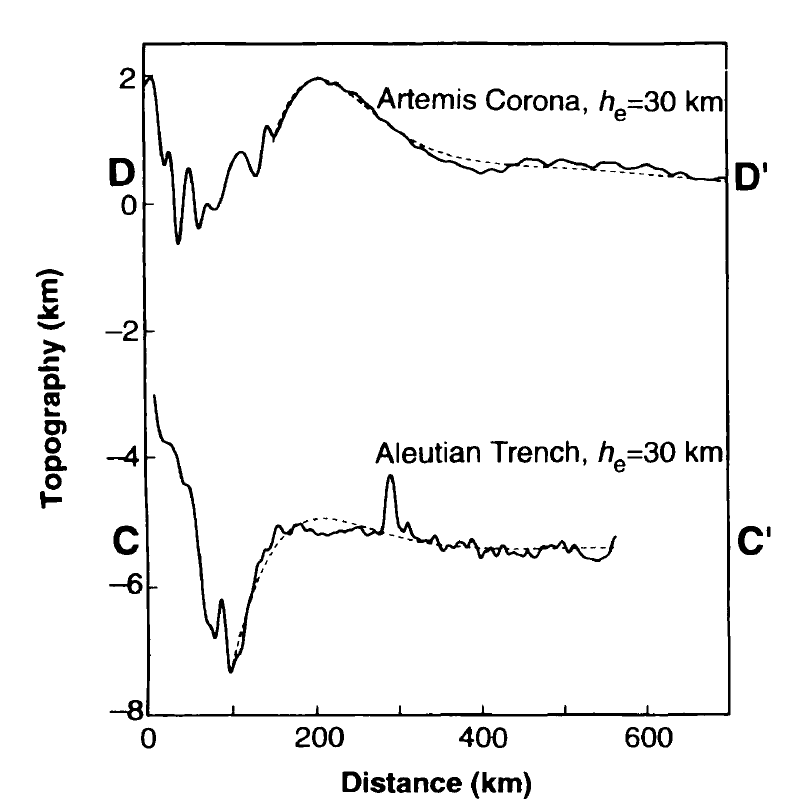 2
Artemis Corona, hₑ=30 km
D
D'
0
Topography (km)
−2
−4
Aleutian Trench, hₑ=30 km
C
C'
−6
−8
0 200 400 600
Distance (km)